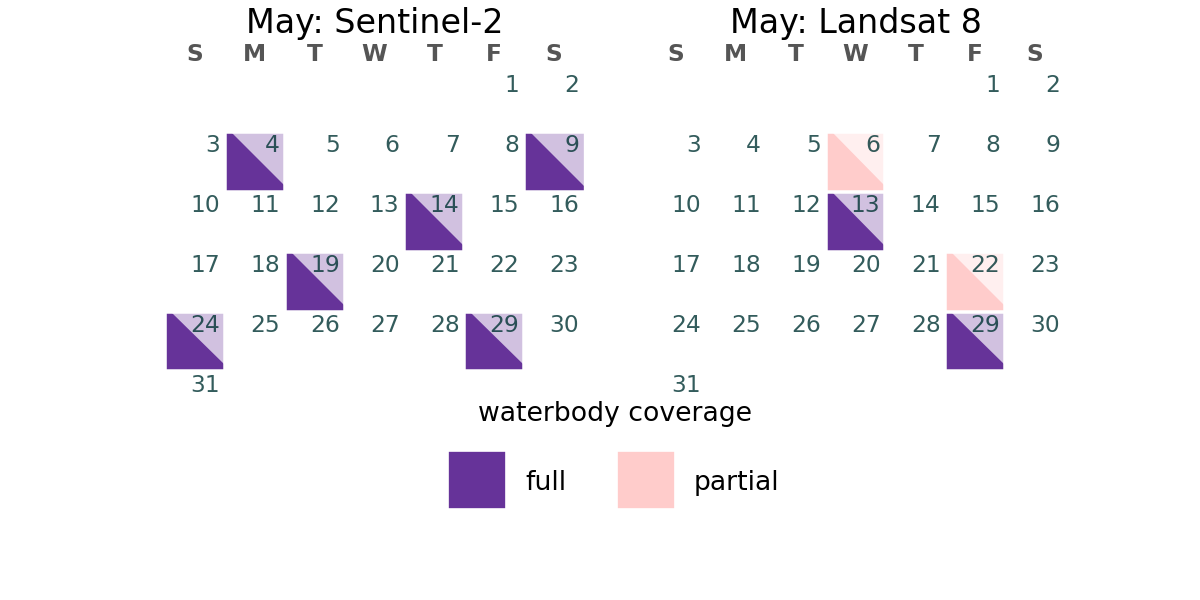 May: Sentinel-2
S M T W T F S
1 2
3 4 5 6 7 8 9
10 11 12 13 14 15 16
17 18 19 20 21 22 23
24 25 26 27 28 29 30
31
May: Landsat 8
S M T W T F S
1 2
3 4 5 6 7 8 9
10 11 12 13 14 15 16
17 18 19 20 21 22 23
24 25 26 27 28 29 30
31
waterbody coverage
full partial